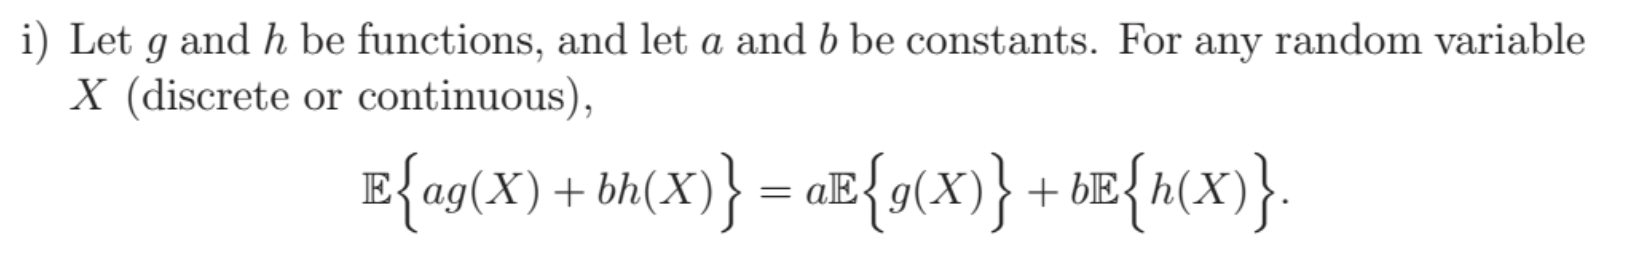 i) Let g and h be functions, and let a and b be constants. For any random variable
X (discrete or continuous),
𝔼{ag(X) + bh(X)} = a𝔼{g(X)} + b𝔼{h(X)}.